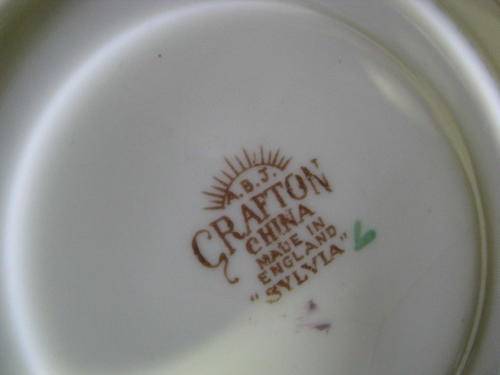 A.B.J.
GRAFTON
CHINA
MADE IN
ENGLAND
"SYLVIA"